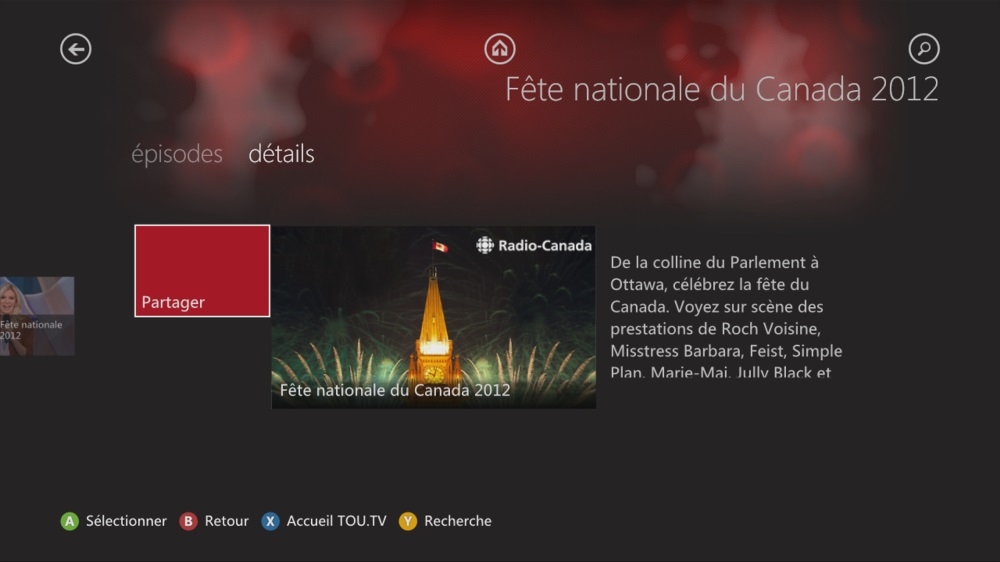 Fête nationale du Canada 2012
épisodes détails
Fête nationale
2012
Partager
Radio-Canada
Fête nationale du Canada 2012
De la colline du Parlement à
Ottawa, célébrez la fête du
Canada. Voyez sur scène des
prestations de Roch Voisine,
Misstress Barbara, Feist, Simple
Plan, Marie-Mai, Jully Black et
A Sélectionner B Retour X Accueil TOU.TV Y Recherche